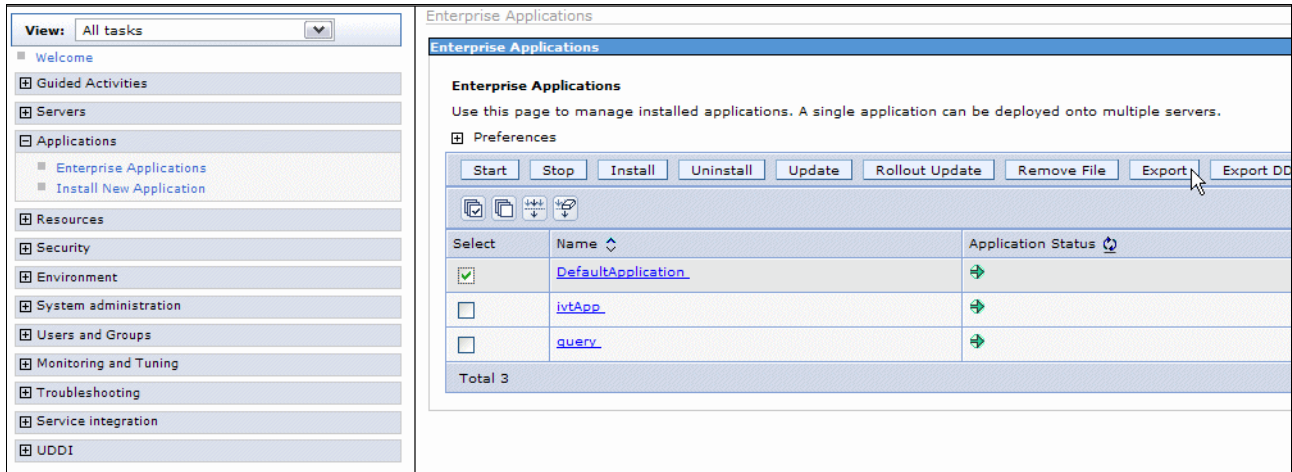 View: All tasks
Welcome
Guided Activities
Servers
Applications
Enterprise Applications
Install New Application
Resources
Security
Environment
System administration
Users and Groups
Monitoring and Tuning
Troubleshooting
Service integration
UDDI
Enterprise Applications
Enterprise Applications
Enterprise Applications
Use this page to manage installed applications. A single application can be deployed onto multiple servers.
Preferences
Start Stop Install Uninstall Update Rollout Update Remove File Export Export DD
Select Name Application Status
DefaultApplication
ivtApp
query
Total 3